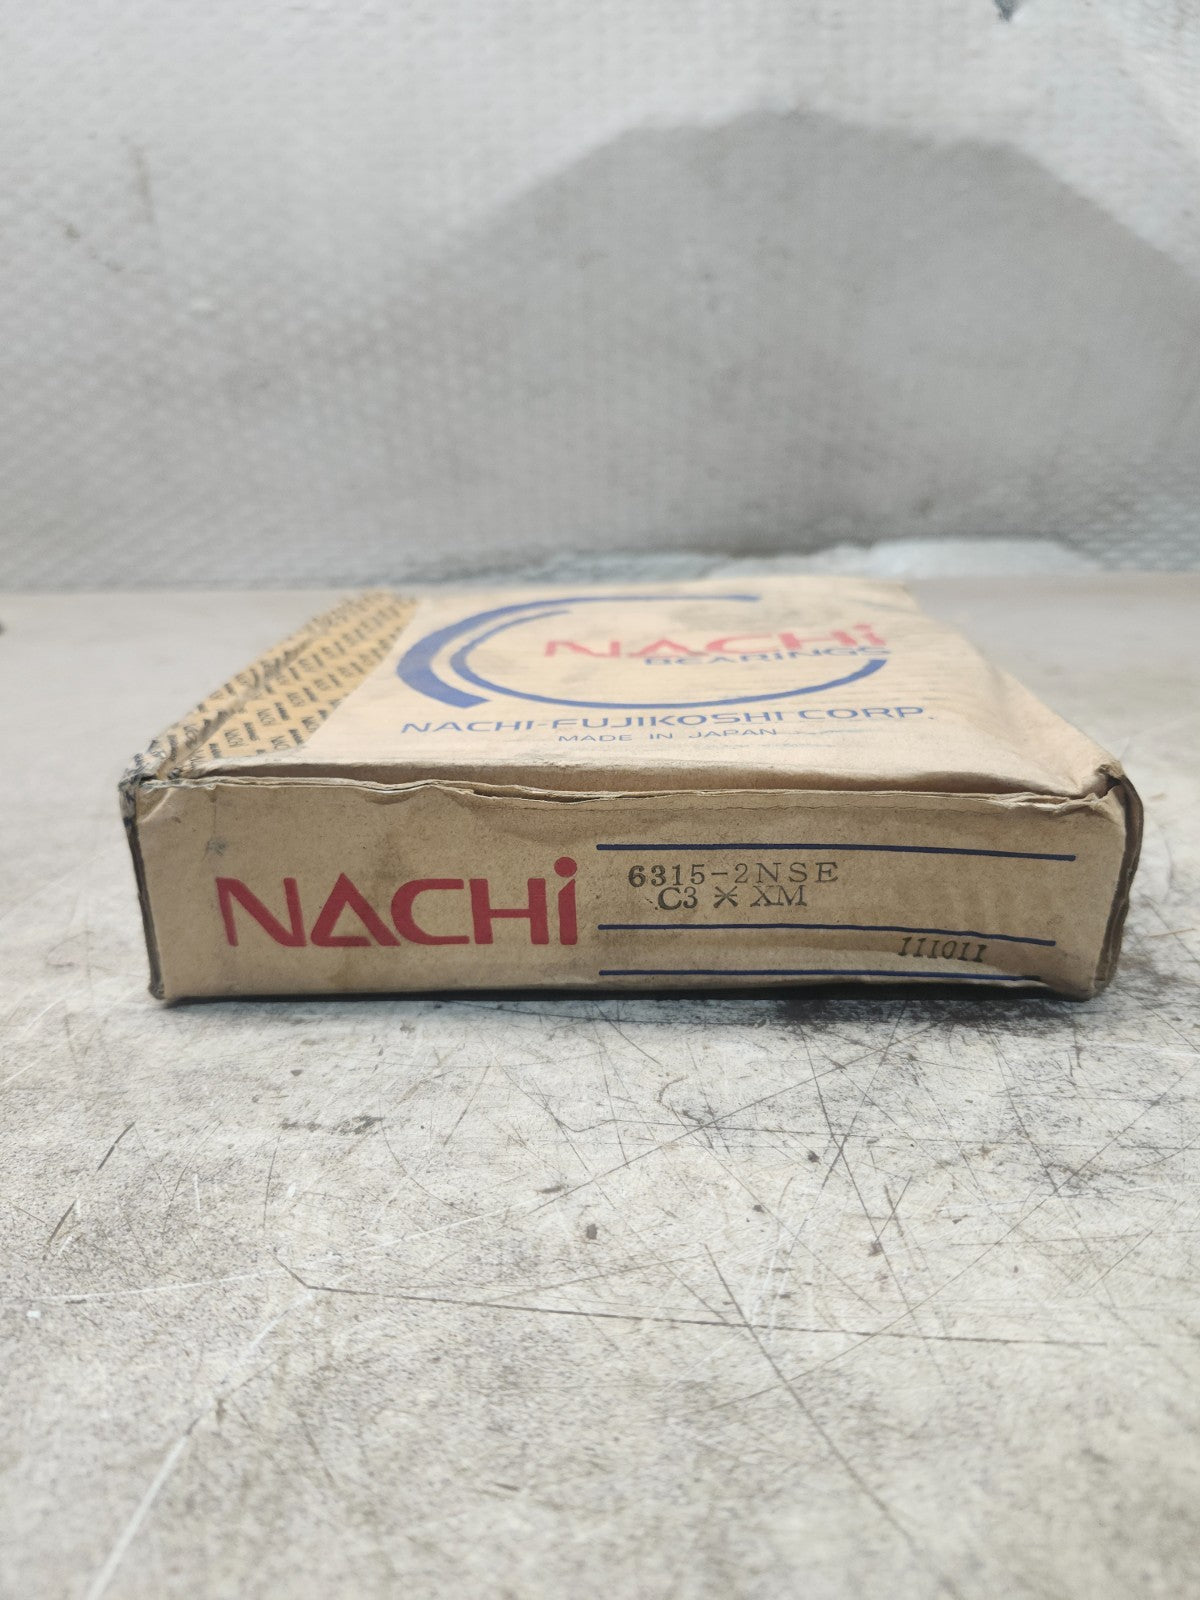 NACHi
BEARINGS
NACHI-FUJIKOSHI CORP.
MADE IN JAPAN
NACHi
6315-2NSE
C3 * XM
111011